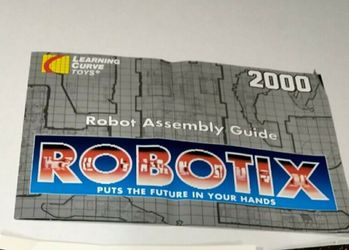 LEARNING
CURVE
TOYS®
2000
Robot Assembly Guide
ROBOTIX
PUTS THE FUTURE IN YOUR HANDS